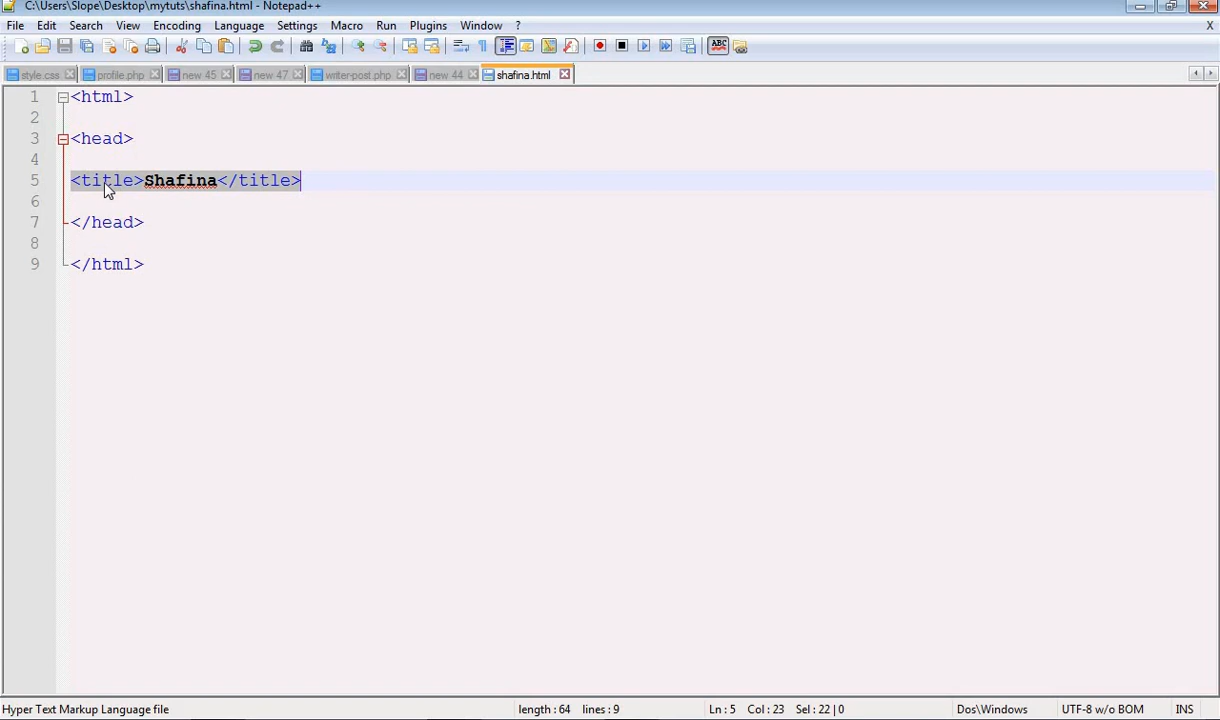 C:\Users\Slope\Desktop\mytuts\shafina.html - Notepad++
File Edit Search View Encoding Language Settings Macro Run Plugins Window ? X
ABC
style.css profile.php new 45 new 47 writer-post.php new 44 shafina.html
1 <html>
2
3 <head>
4
5 <title>Shafina</title>
6
7 </head>
8
9 </html>
Hyper Text Markup Language file length : 64 lines : 9 Ln : 5 Col : 23 Sel : 22 | 0 Dos\Windows UTF-8 w/o BOM INS